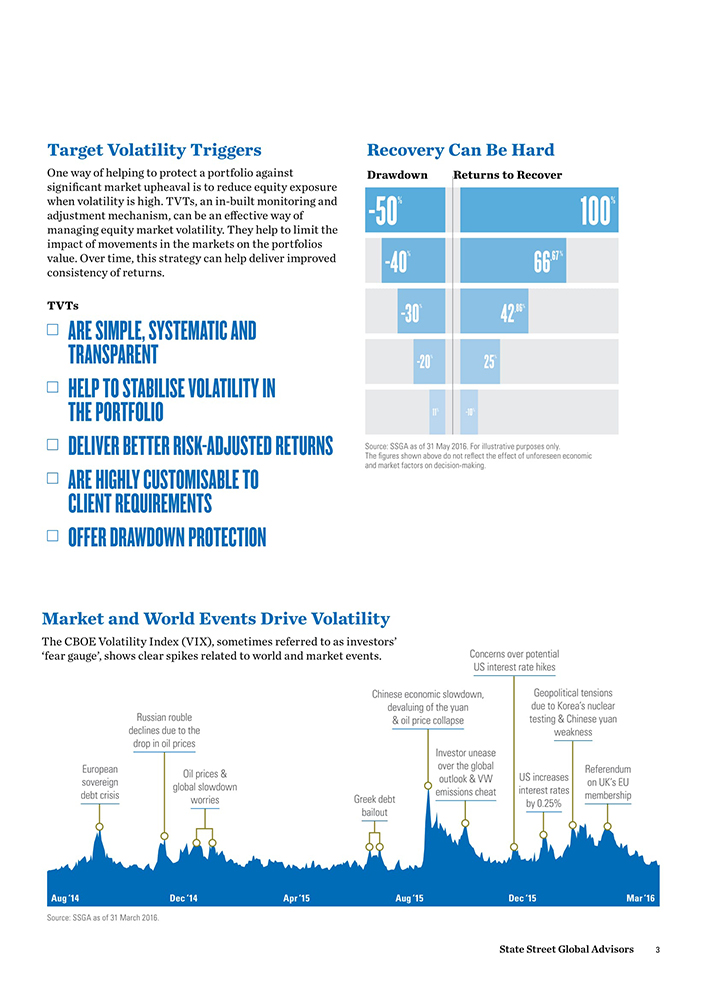 Target Volatility Triggers
One way of helping to protect a portfolio against
significant market upheaval is to reduce equity exposure
when volatility is high. TVTs, an in-built monitoring and
adjustment mechanism, can be an effective way of
managing equity market volatility. They help to limit the
impact of movements in the markets on the portfolios
value. Over time, this strategy can help deliver improved
consistency of returns.
TVTs
ARE SIMPLE, SYSTEMATIC AND
TRANSPARENT
HELP TO STABILISE VOLATILITY IN
THE PORTFOLIO
DELIVER BETTER RISK-ADJUSTED RETURNS
ARE HIGHLY CUSTOMISABLE TO
CLIENT REQUIREMENTS
OFFER DRAWDOWN PROTECTION
Recovery Can Be Hard
Drawdown Returns to Recover
-50% 100%
-40% 66.67%
-30% 42.86%
-20% 25%
11% -10%
Source: SSGA as of 31 May 2016. For illustrative purposes only.
The figures shown above do not reflect the effect of unforeseen economic
and market factors on decision-making.
Market and World Events Drive Volatility
The CBOE Volatility Index (VIX), sometimes referred to as investors’
‘fear gauge’, shows clear spikes related to world and market events.
European
sovereign
debt crisis
Russian rouble
declines due to the
drop in oil prices
Oil prices &
global slowdown
worries
Greek debt
bailout
Chinese economic slowdown,
devaluing of the yuan
& oil price collapse
Investor unease
over the global
outlook & VW
emissions cheat
Concerns over potential
US interest rate hikes
US increases
interest rates
by 0.25%
Geopolitical tensions
due to Korea’s nuclear
testing & Chinese yuan
weakness
Referendum
on UK’s EU
membership
Aug ’14 Dec ’14 Apr ’15 Aug ’15 Dec ’15 Mar ’16
Source: SSGA as of 31 March 2016.
State Street Global Advisors 3